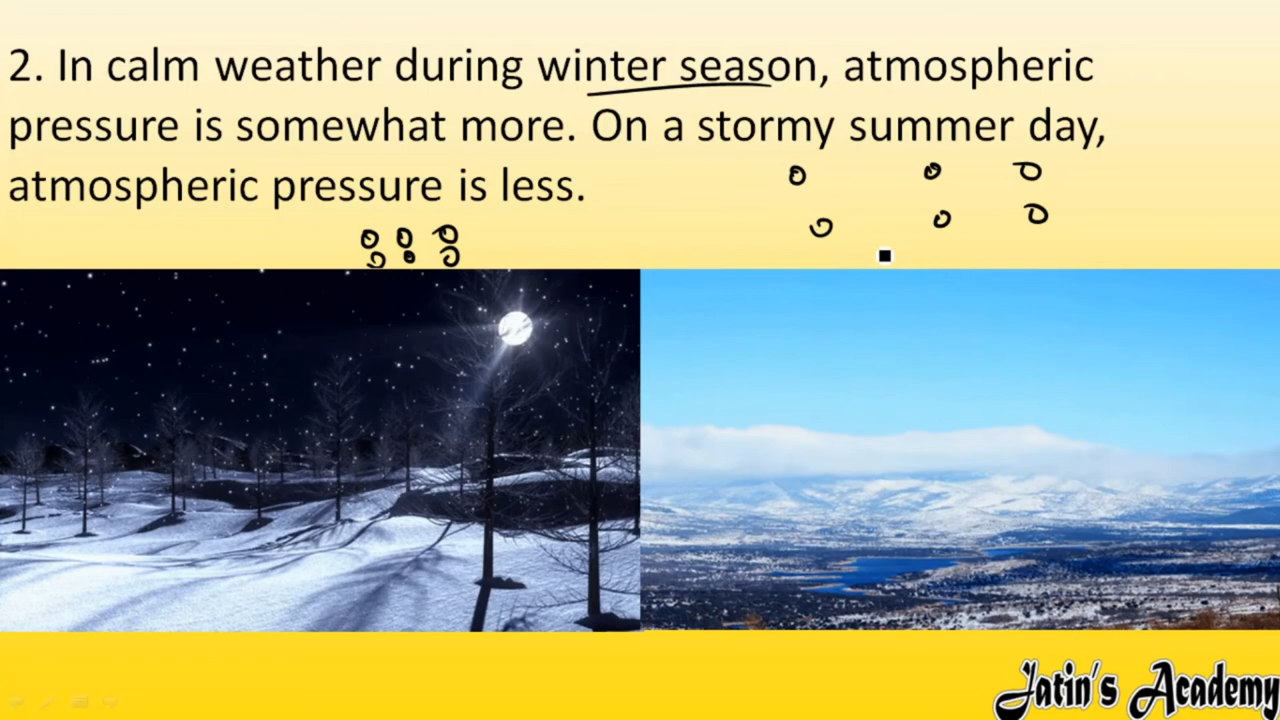 2. In calm weather during winter season, atmospheric
pressure is somewhat more. On a stormy summer day,
atmospheric pressure is less.
Jatin's Academy